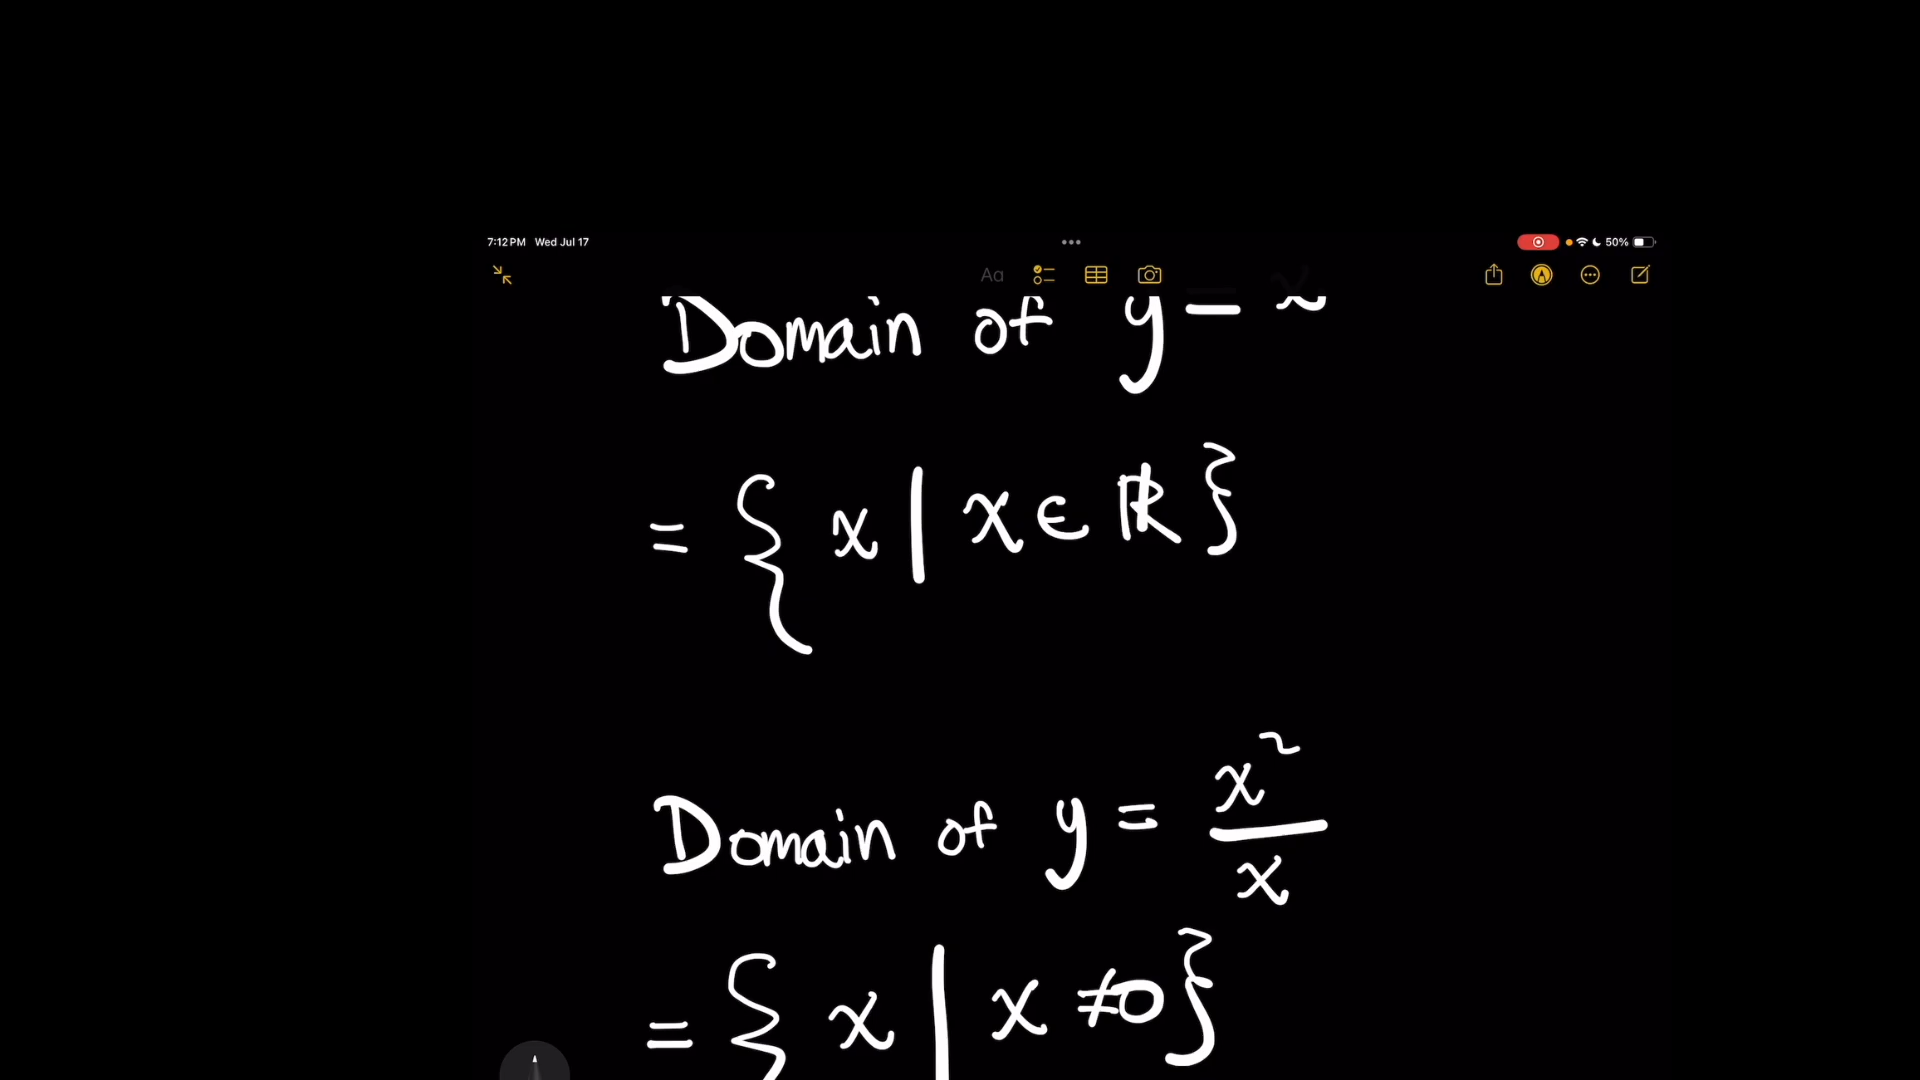 7:12 PM Wed Jul 17
50%
Aa
Domain of y = x
= { x | x ∈ ℝ }
Domain of y = x²/x
= { x | x ≠ 0 }